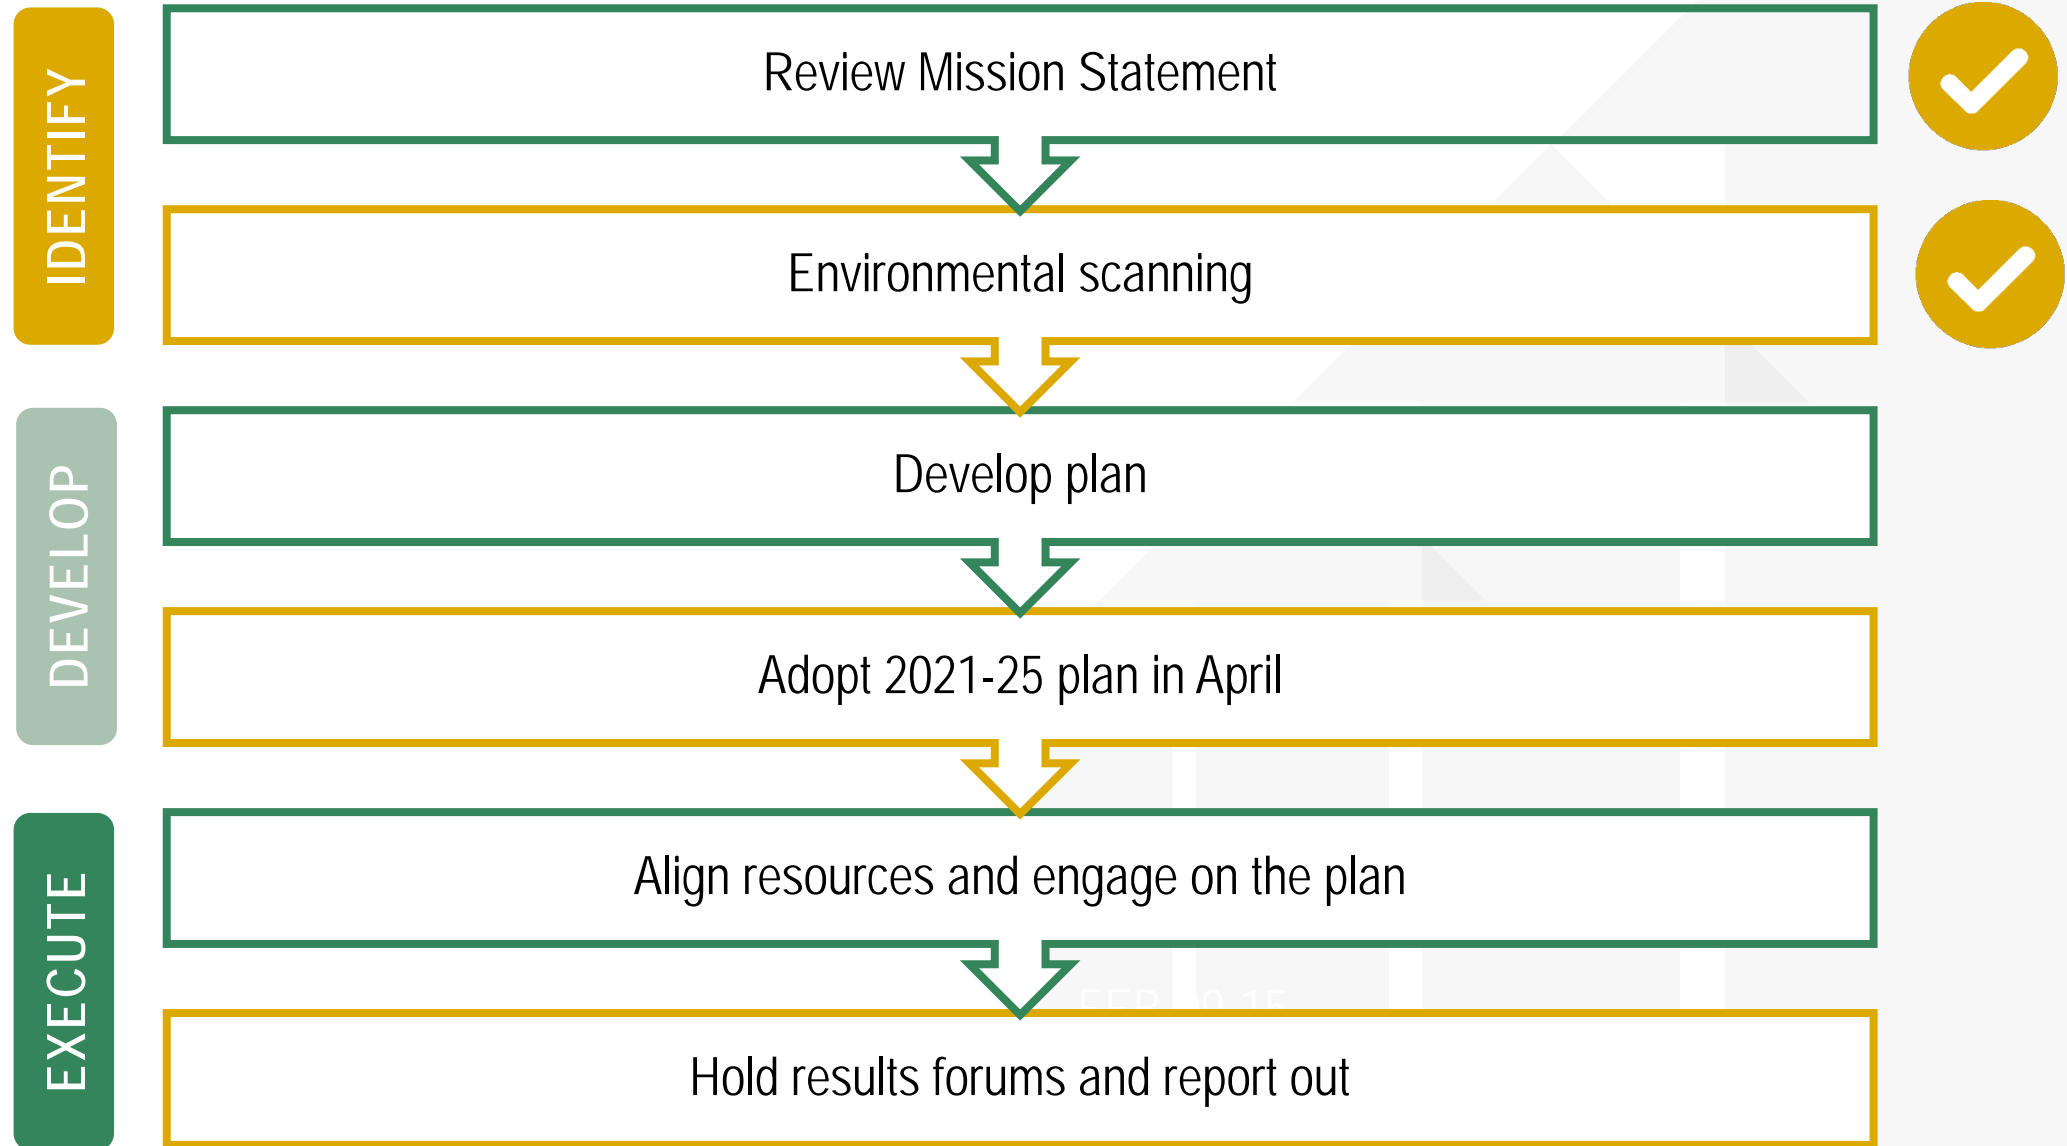 IDENTIFY
Review Mission Statement
Environmental scanning
DEVELOP
Develop plan
Adopt 2021-25 plan in April
EXECUTE
Align resources and engage on the plan
Hold results forums and report out